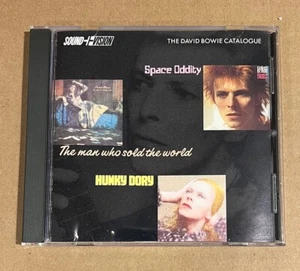 SOUND+VISION
THE DAVID BOWIE CATALOGUE
Space Oddity
The man who sold the world
HUNKY DORY